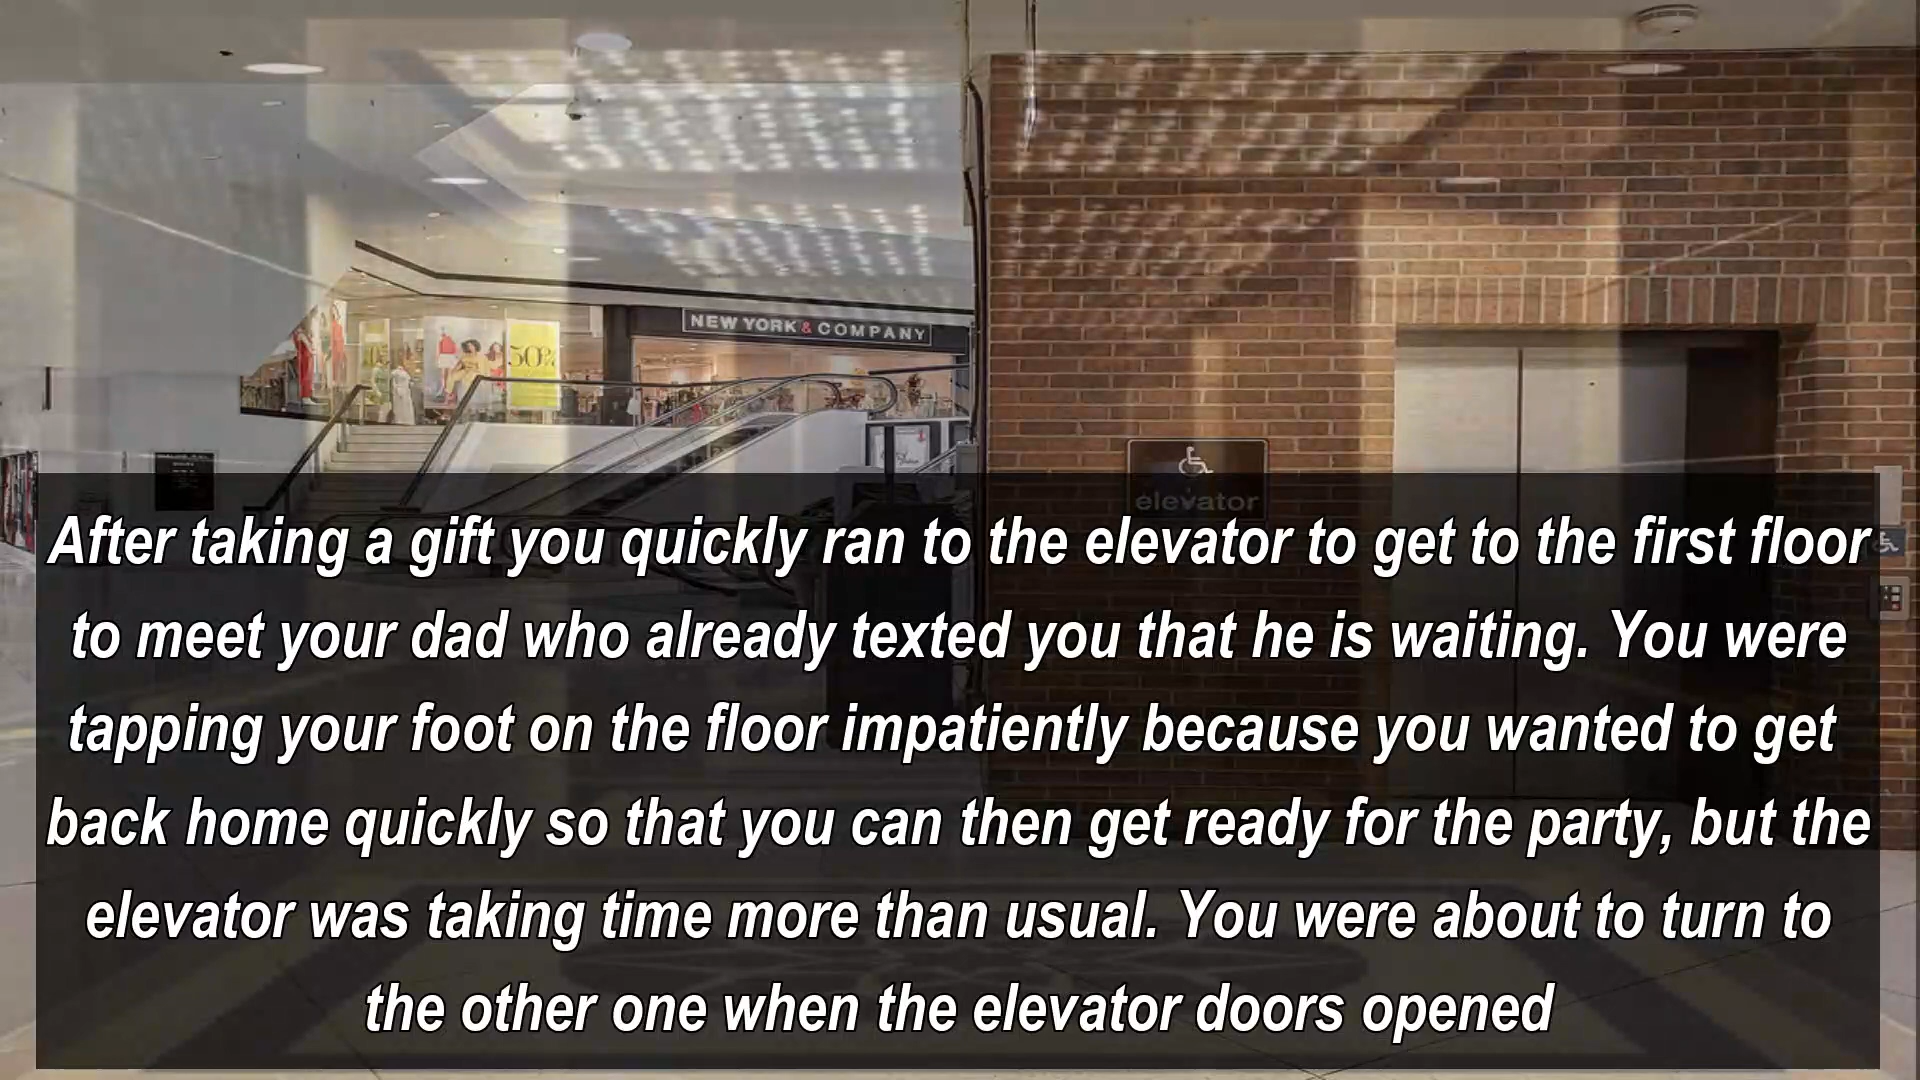 NEW YORK & COMPANY
50%
elevator
After taking a gift you quickly ran to the elevator to get to the first floor
to meet your dad who already texted you that he is waiting. You were
tapping your foot on the floor impatiently because you wanted to get
back home quickly so that you can then get ready for the party, but the
elevator was taking time more than usual. You were about to turn to
the other one when the elevator doors opened